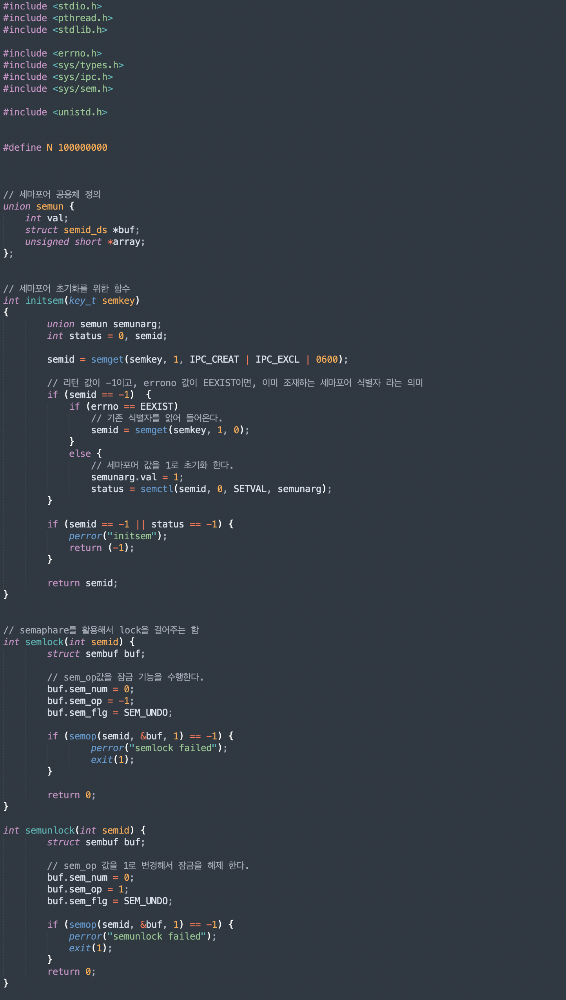 #include <stdio.h>
#include <pthread.h>
#include <stdlib.h>
#include <errno.h>
#include <sys/types.h>
#include <sys/ipc.h>
#include <sys/sem.h>
#include <unistd.h>
#define N 100000000
// 세마포어 공용체 정의
union semun {
    int val;
    struct semid_ds *buf;
    unsigned short *array;
};
// 세마포어 초기화를 위한 함수
int initsem(key_t semkey)
{
        union semun semunarg;
        int status = 0, semid;
        semid = semget(semkey, 1, IPC_CREAT | IPC_EXCL | 0600);
        // 리턴 값이 -1이고, errono 값이 EEXIST이면, 이미 조재하는 세마포어 식별자 라는 의미
        if (semid == -1)  {
            if (errno == EEXIST)
                // 기존 식별자를 읽어 들어온다.
                semid = semget(semkey, 1, 0);
            }
            else {
                // 세마포어 값을 1로 초기화 한다.
                semunarg.val = 1;
                status = semctl(semid, 0, SETVAL, semunarg);
        }
        if (semid == -1 || status == -1) {
            perror("initsem");
            return (-1);
        }
        return semid;
}
// semaphare를 활용해서 lock을 걸어주는 함
int semlock(int semid) {
        struct sembuf buf;
        // sem_op값을 잠금 기능을 수행한다.
        buf.sem_num = 0;
        buf.sem_op = -1;
        buf.sem_flg = SEM_UNDO;
        if (semop(semid, &buf, 1) == -1) {
                perror("semlock failed");
                exit(1);
        }
        return 0;
}
int semunlock(int semid) {
        struct sembuf buf;
        // sem_op 값을 1로 변경해서 잠금을 해제 한다.
        buf.sem_num = 0;
        buf.sem_op = 1;
        buf.sem_flg = SEM_UNDO;
        if (semop(semid, &buf, 1) == -1) {
            perror("semunlock failed");
            exit(1);
        }
        return 0;
}